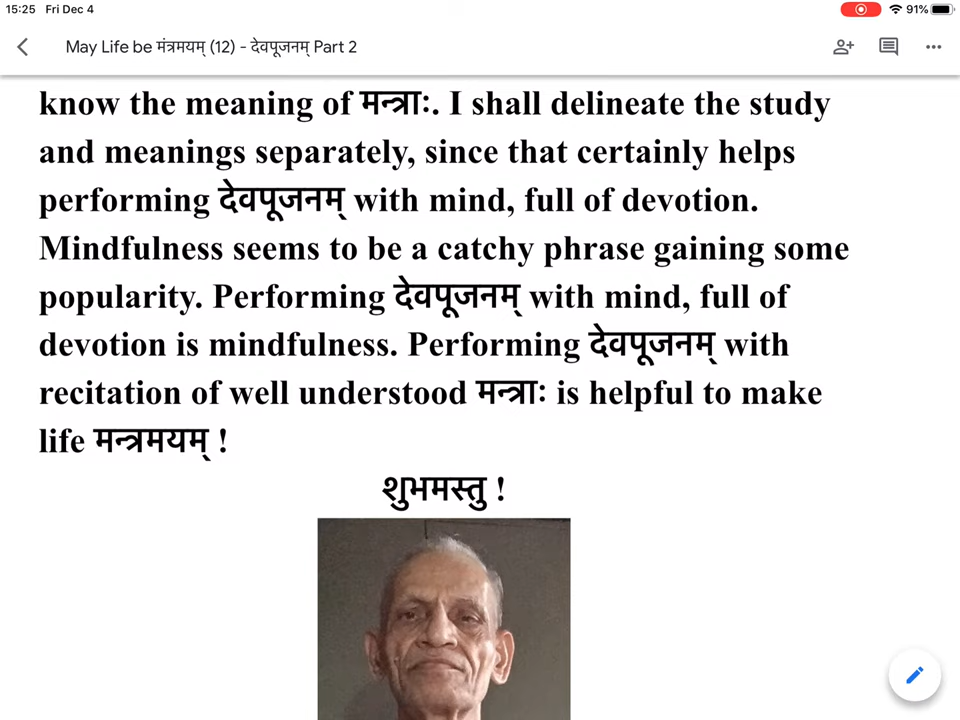 15:25 Fri Dec 4 91%
May Life be मंत्रमयम् (12) - देवपूजनम् Part 2
know the meaning of मन्त्राः. I shall delineate the study
and meanings separately, since that certainly helps
performing देवपूजनम् with mind, full of devotion.
Mindfulness seems to be a catchy phrase gaining some
popularity. Performing देवपूजनम् with mind, full of
devotion is mindfulness. Performing देवपूजनम् with
recitation of well understood मन्त्राः is helpful to make
life मन्त्रमयम् !
शुभमस्तु !